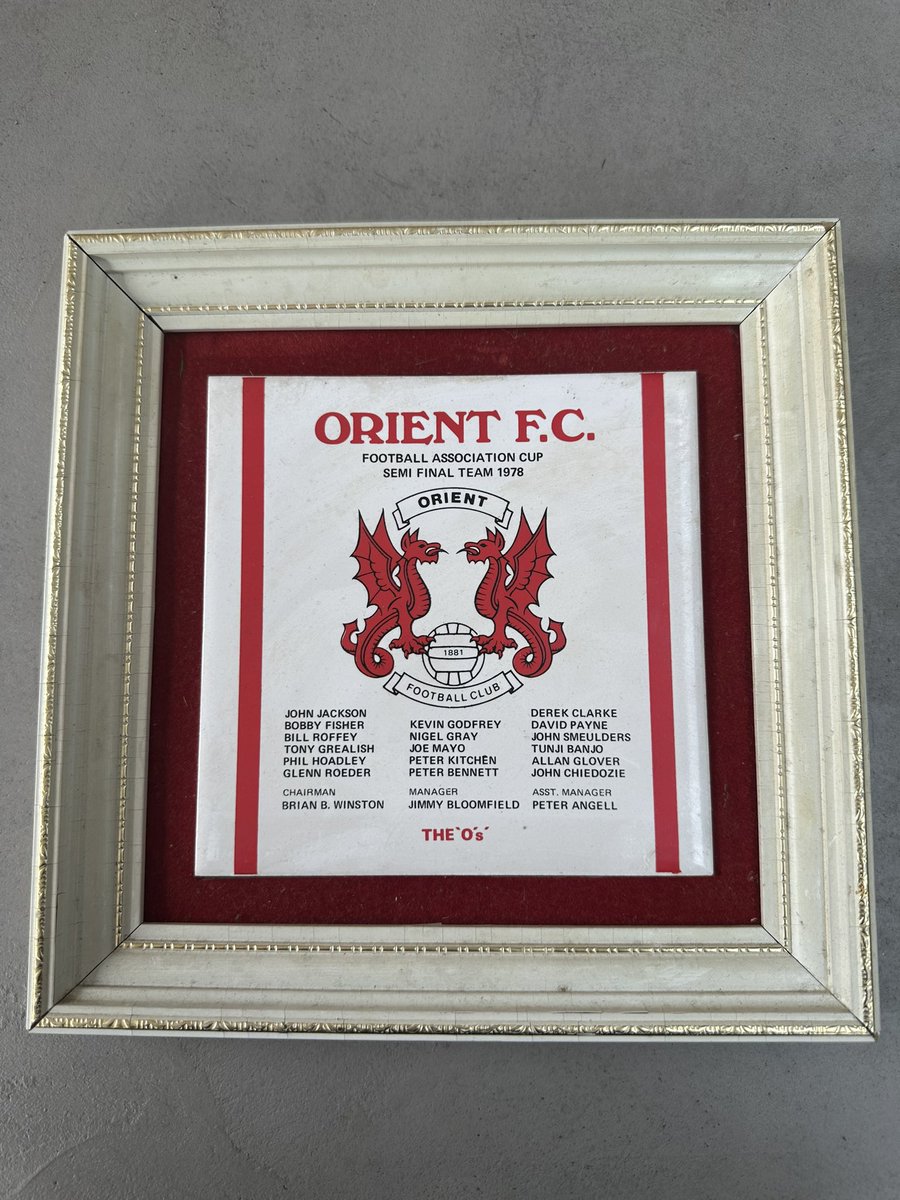 ORIENT F.C.
FOOTBALL ASSOCIATION CUP
SEMI FINAL TEAM 1978
ORIENT
1881
FOOTBALL CLUB
JOHN JACKSON
BOBBY FISHER
BILL ROFFEY
TONY GREALISH
PHIL HOADLEY
GLENN ROEDER
KEVIN GODFREY
NIGEL GRAY
JOE MAYO
PETER KITCHEN
PETER BENNETT
DEREK CLARKE
DAVID PAYNE
JOHN SMEULDERS
TUNJI BANJO
ALLAN GLOVER
JOHN CHIEDOZIE
CHAIRMAN
BRIAN B. WINSTON
MANAGER
JIMMY BLOOMFIELD
ASST. MANAGER
PETER ANGELL
THE `O´s´